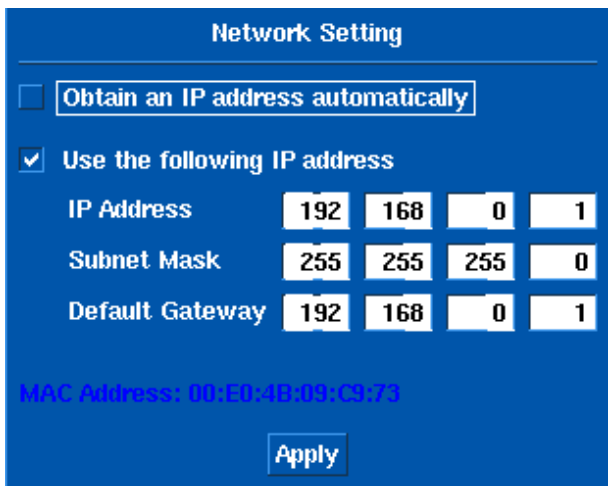 Network Setting
Obtain an IP address automatically
Use the following IP address
IP Address 192 168 0 1
Subnet Mask 255 255 255 0
Default Gateway 192 168 0 1
MAC Address: 00:E0:4B:09:C9:73
Apply